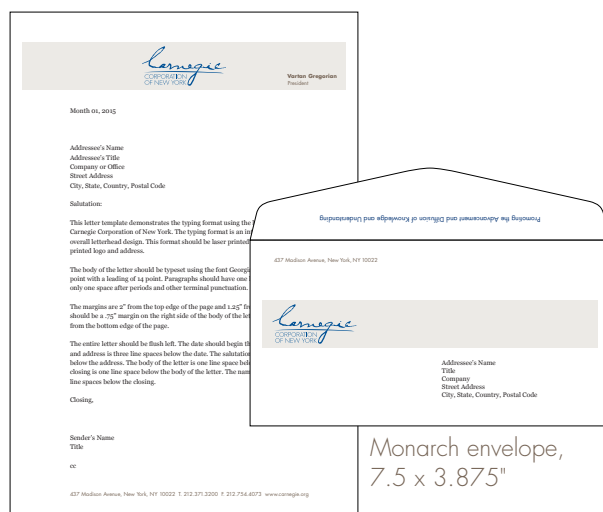 Carnegie
CORPORATION
OF NEW YORK
Vartan Gregorian
President
Month 01, 2015
Addressee's Name
Addressee's Title
Company or Office
Street Address
City, State, Country, Postal Code
Salutation:
This letter template demonstrates the typing format using the
Carnegie Corporation of New York. The typing format is an
overall letterhead design. This format should be laser printed
printed logo and address.
The body of the letter should be typeset using the font
point with a leading of 14 point. Paragraphs should have one
only one space after periods and other terminal punctuation.
The margins are 2" from the top edge of the page and 1.25"
should be a .75" margin on the right side of the body of the
from the bottom edge of the page.
The entire letter should be flush left. The date should begin
and address is three line spaces below the date. The salutation
below the address. The body of the letter is one line space
closing is one line space below the body of the letter. The
line spaces below the closing.
Closing,
Sender's Name
Title
cc
437 Madison Avenue, New York, NY 10022 T. 212.371.3200 F. 212.754.4073 www.carnegie.org
Promoting the Advancement and Diffusion of Knowledge and Understanding
437 Madison Avenue, New York, NY 10022
Carnegie
CORPORATION
OF NEW YORK
Addressee's Name
Title
Company
Street Address
City, State, Country, Postal Code
Monarch envelope,
7.5 x 3.875"